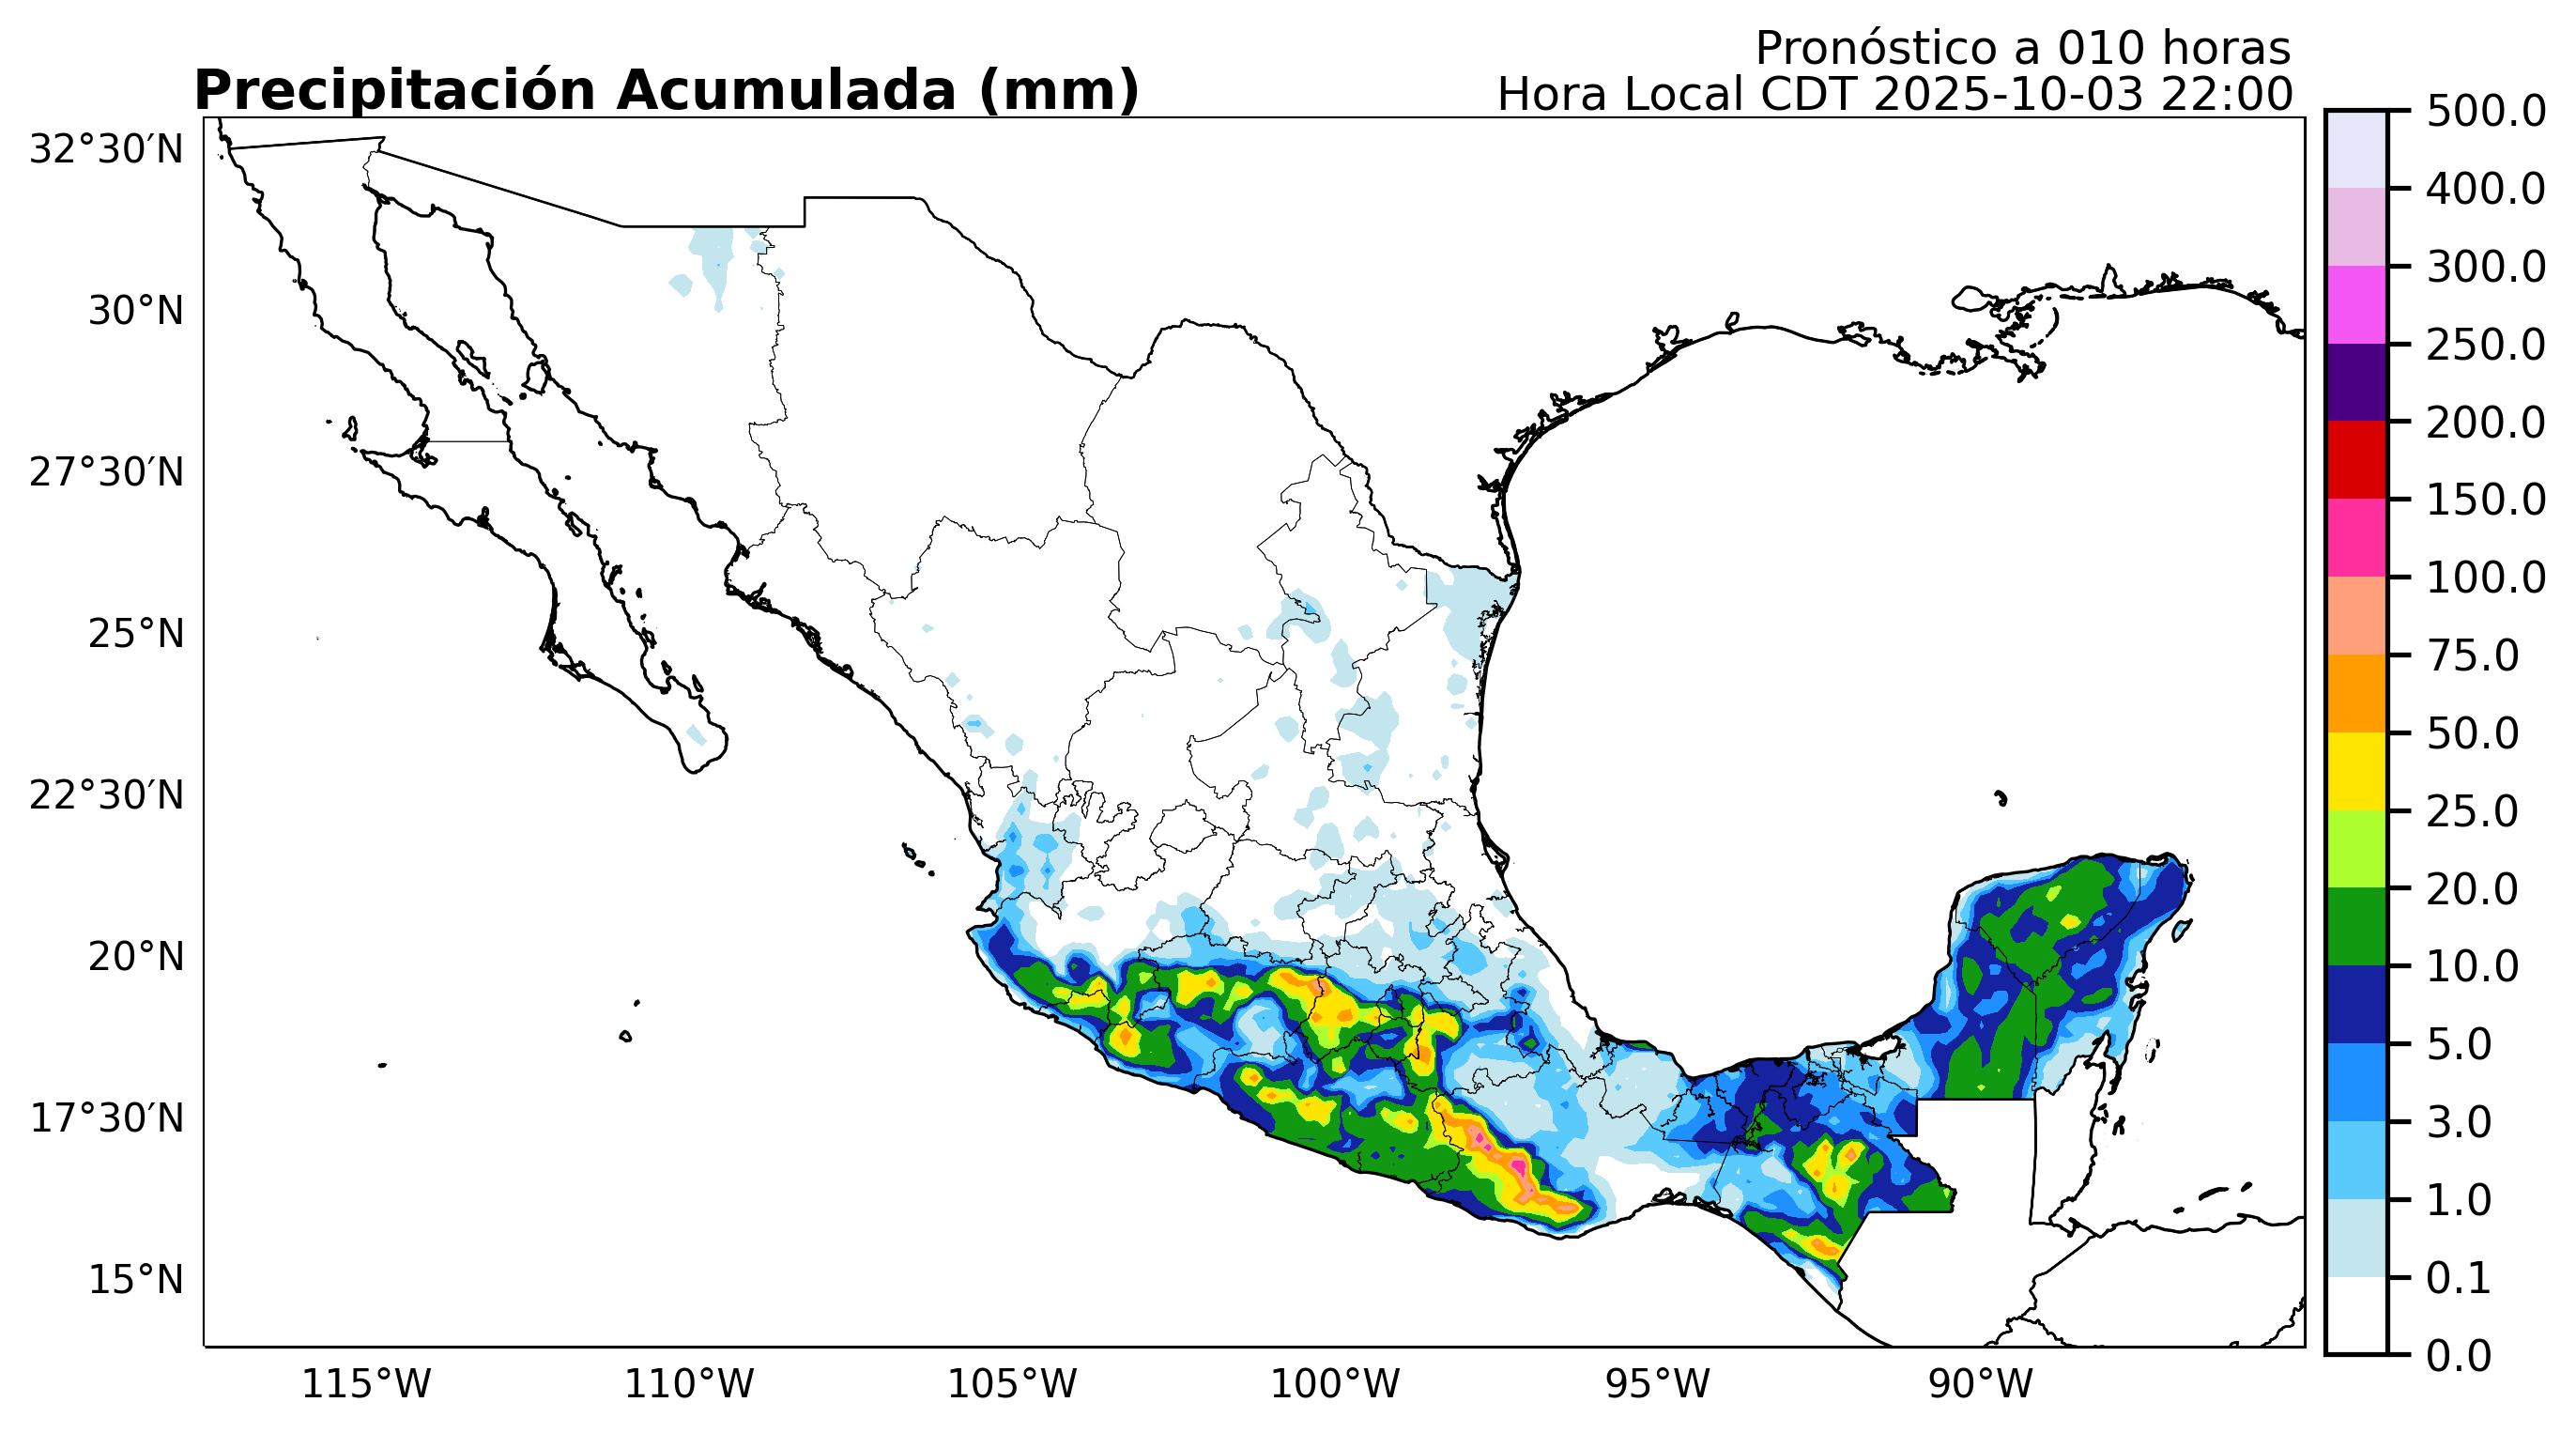 Pronóstico a 010 horas
Precipitación Acumulada (mm)
Hora Local CDT 2025-10-03 22:00
32°30′N
30°N
27°30′N
25°N
22°30′N
20°N
17°30′N
15°N
115°W
110°W
105°W
100°W
95°W
90°W
500.0
400.0
300.0
250.0
200.0
150.0
100.0
75.0
50.0
25.0
20.0
10.0
5.0
3.0
1.0
0.1
0.0